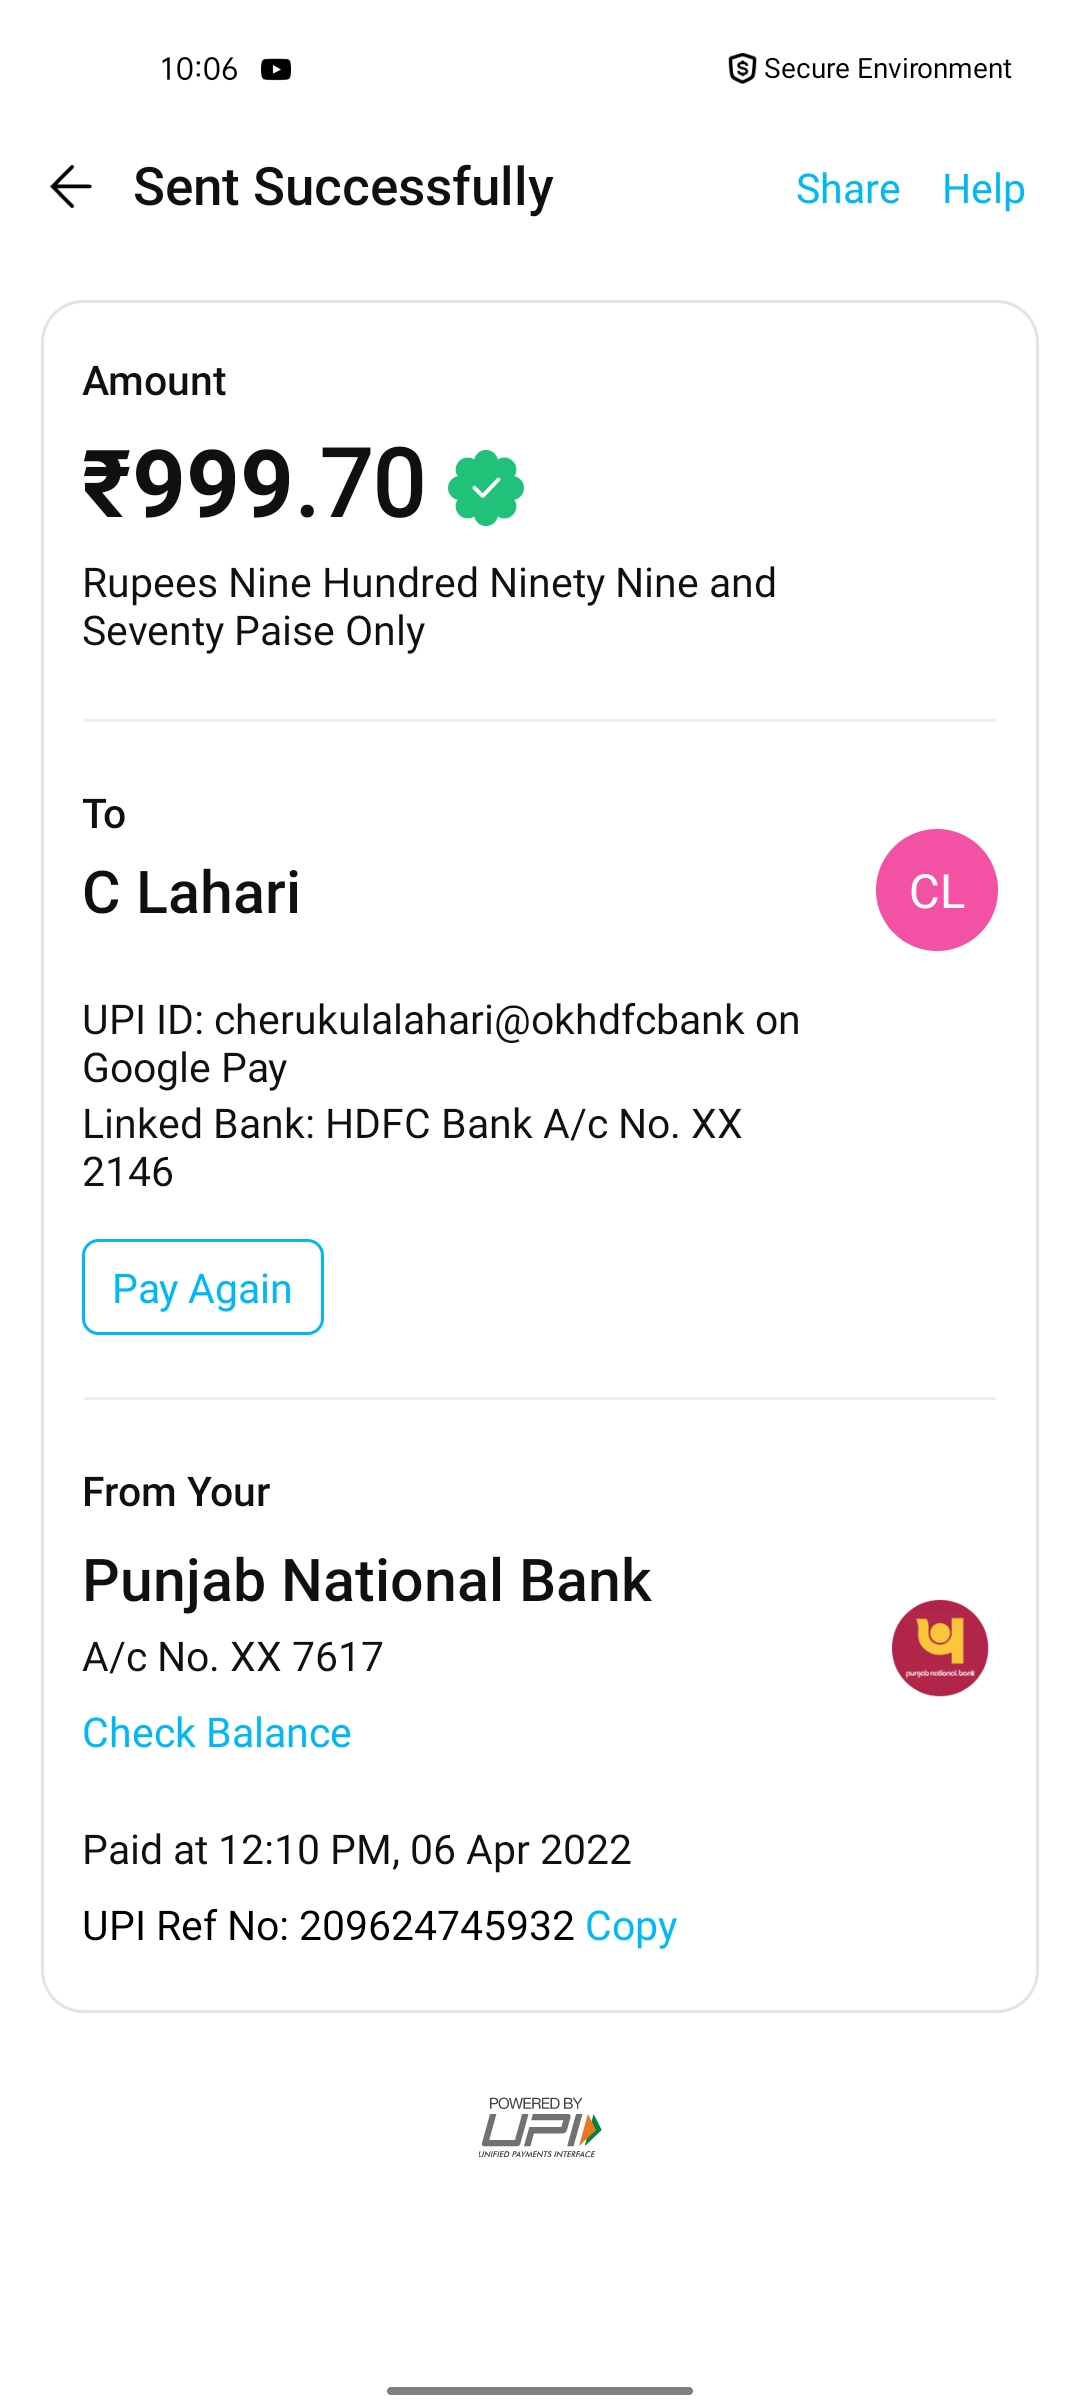 10:06
Secure Environment
Sent Successfully
Share Help
Amount
₹999.70
Rupees Nine Hundred Ninety Nine and
Seventy Paise Only
To
C Lahari
CL
UPI ID: cherukulalahari@okhdfcbank on
Google Pay
Linked Bank: HDFC Bank A/c No. XX
2146
Pay Again
From Your
Punjab National Bank
punjab national bank
A/c No. XX 7617
Check Balance
Paid at 12:10 PM, 06 Apr 2022
UPI Ref No: 209624745932 Copy
POWERED BY
UPI
UNIFIED PAYMENTS INTERFACE